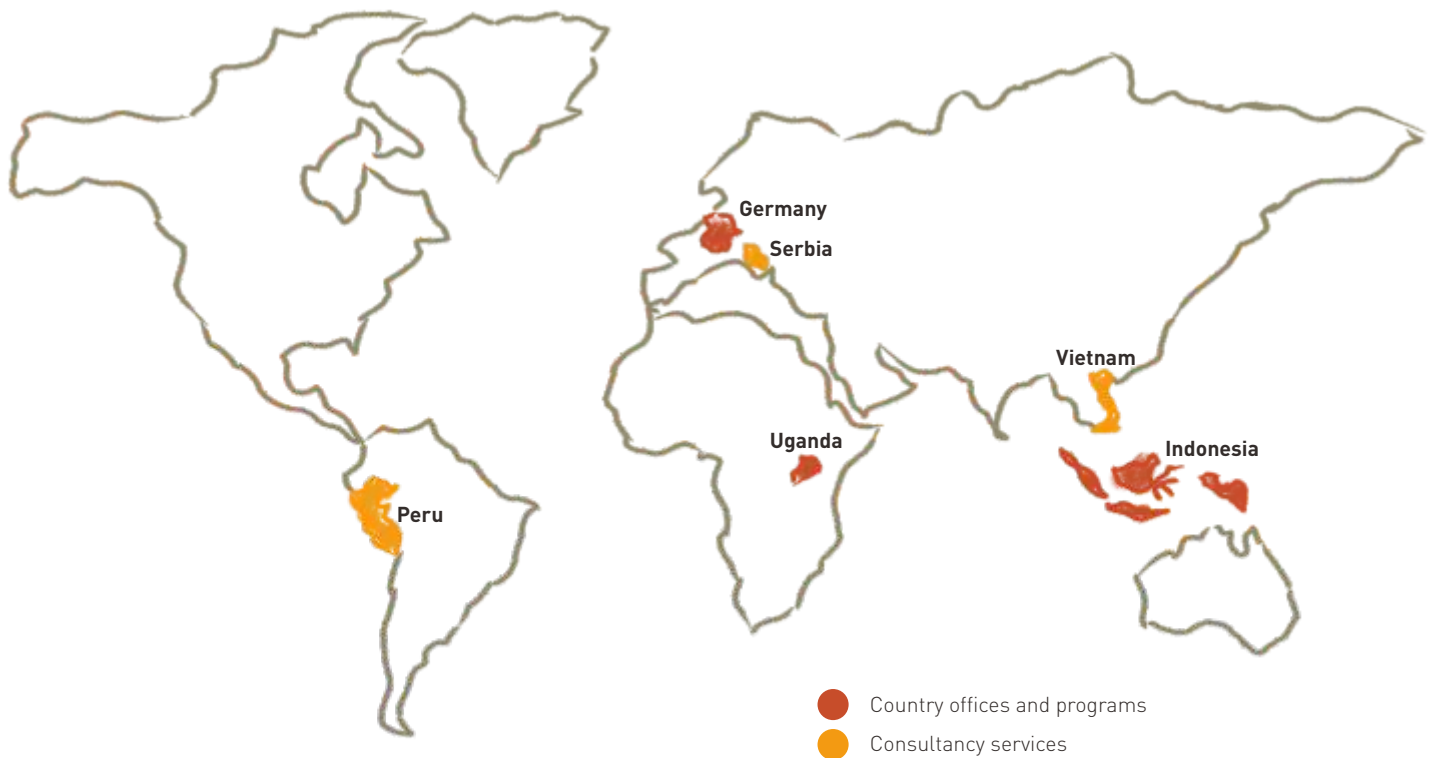 Germany
Serbia
Vietnam
Uganda
Indonesia
Peru
Country offices and programs
Consultancy services